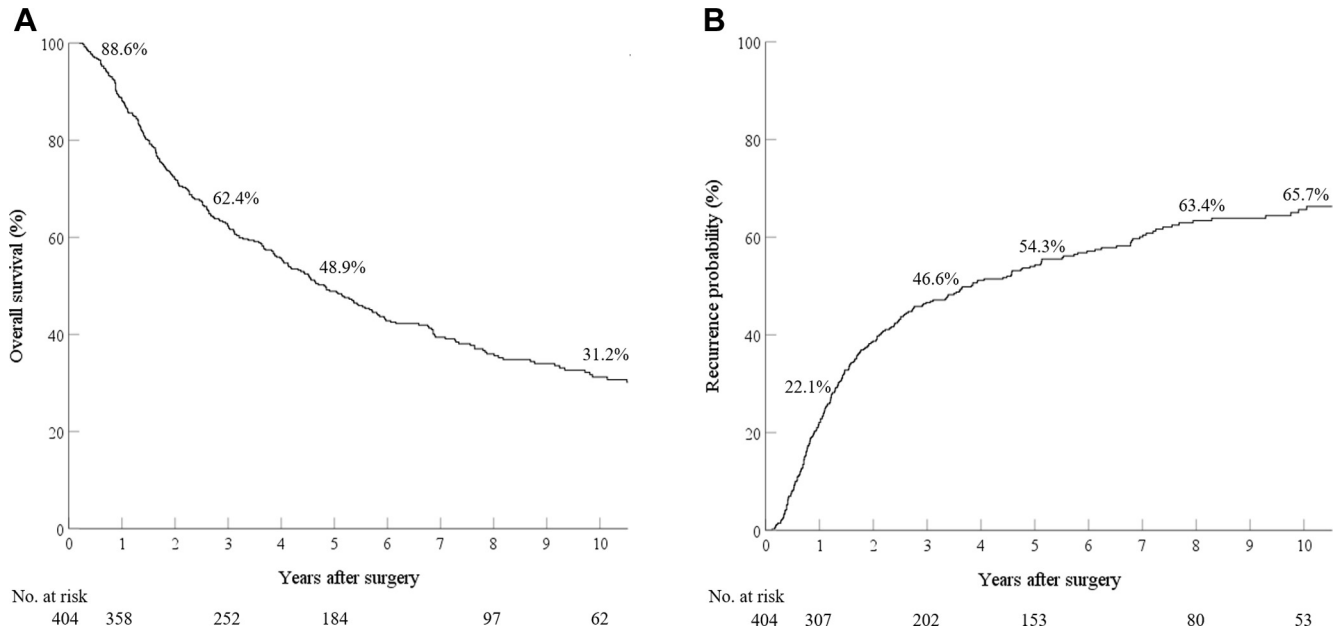 A
100
80
60
40
20
0
88.6%
62.4%
48.9%
31.2%
Overall survival (%)
0 1 2 3 4 5 6 7 8 9 10
Years after surgery
No. at risk
404 358 252 184 97 62
B
100
80
60
40
20
0
22.1%
46.6%
54.3%
63.4%
65.7%
Recurrence probability (%)
0 1 2 3 4 5 6 7 8 9 10
Years after surgery
No. at risk
404 307 202 153 80 53